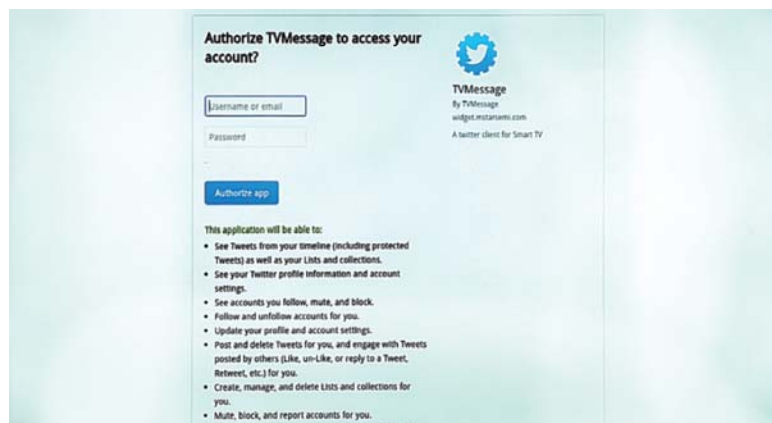 Authorize TVMessage to access your
account?
Username or email
Password
Authorize app
This application will be able to:
• See Tweets from your timeline (including protected
Tweets) as well as your Lists and collections.
• See your Twitter profile information and account
settings.
• See accounts you follow, mute, and block.
• Follow and unfollow accounts for you.
• Update your profile and account settings.
• Post and delete Tweets for you, and engage with Tweets
posted by others (Like, un-Like, or reply to a Tweet,
Retweet, etc.) for you.
• Create, manage, and delete Lists and collections for
you.
• Mute, block, and report accounts for you.
TVMessage
By TVMessage
widget.mstarsemi.com
A twitter client for Smart TV